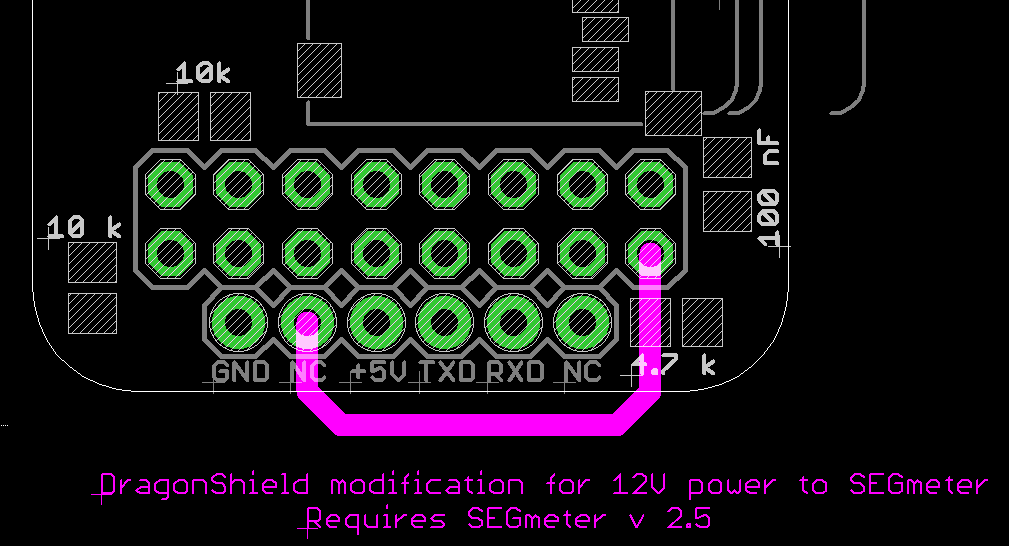 10k
100 nF
10 k
4.7 k
GND NC +5V TXD RXD NC
DragonShield modification for 12V power to SEGmeter
Requires SEGmeter v 2.5